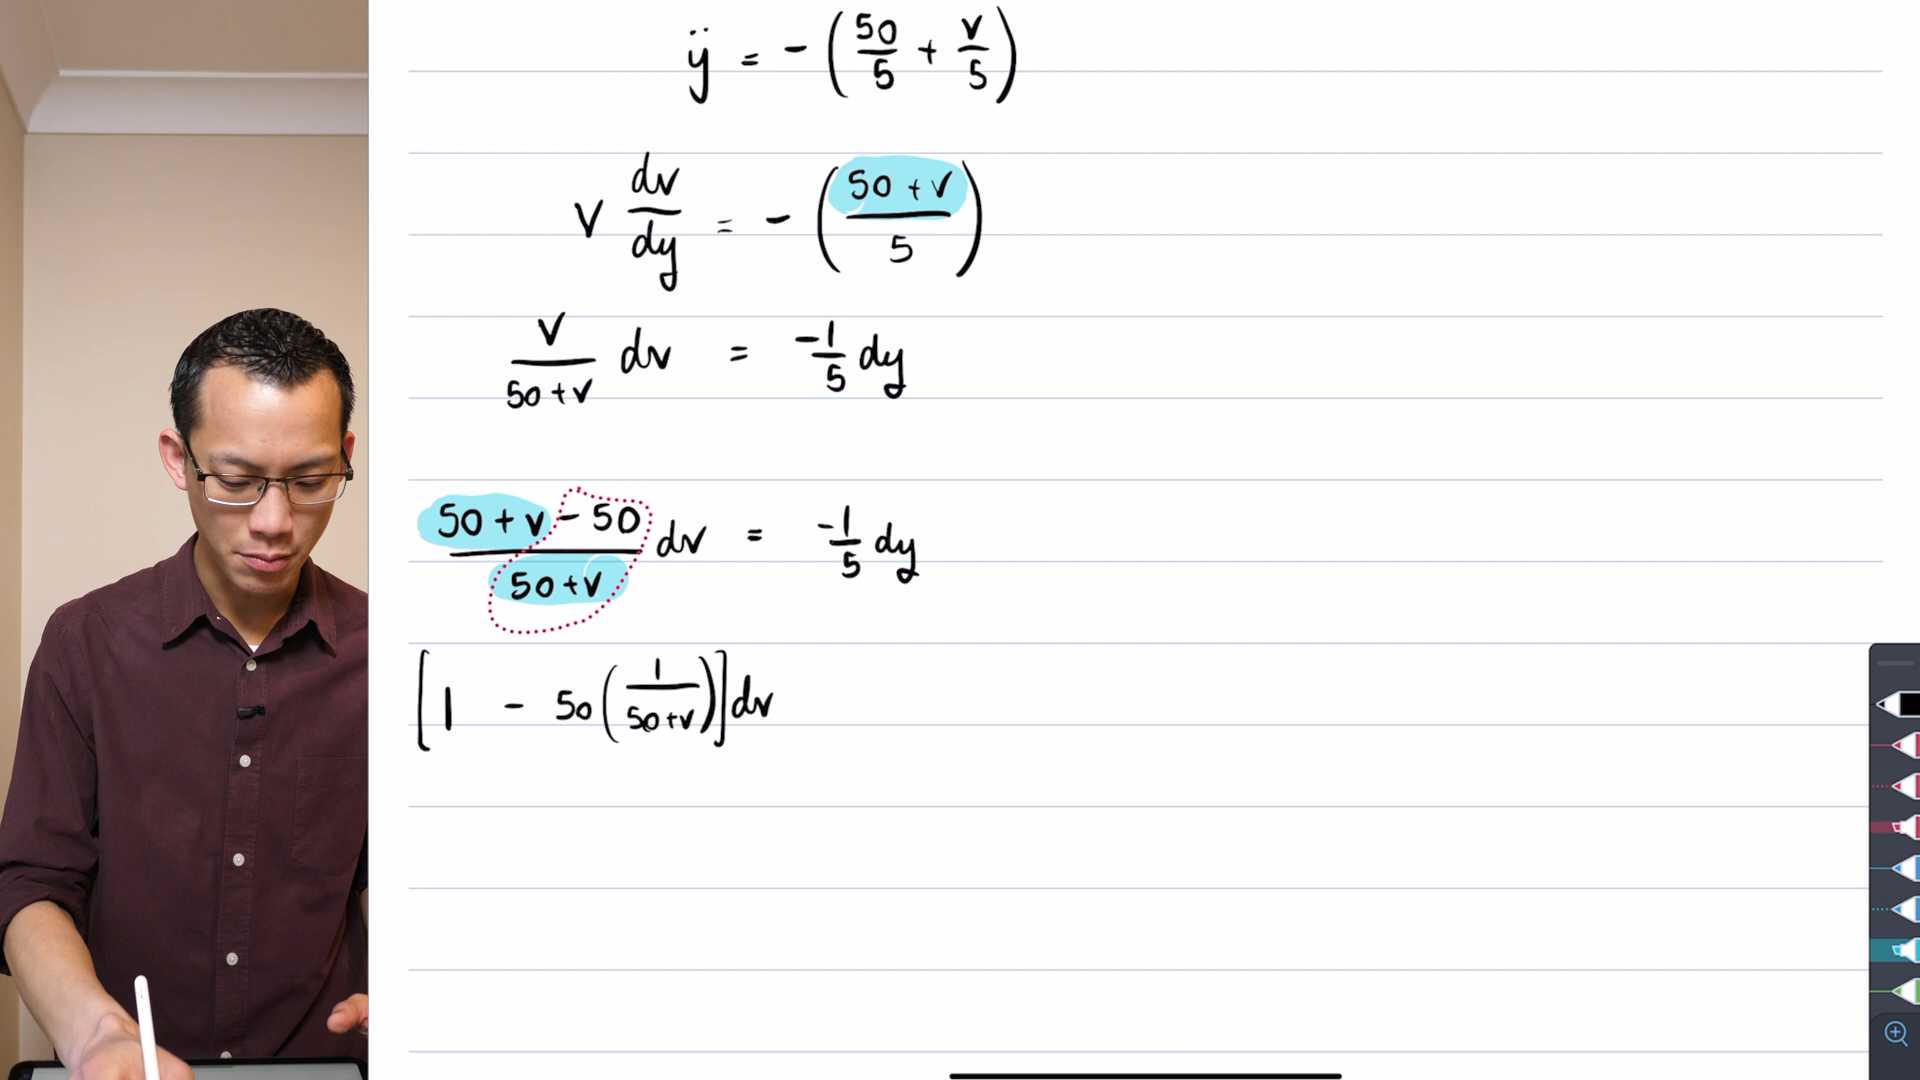 ÿ = - (50/5 + v/5)
v dv/dy = - (50 + v/5)
v/50+v dv = -1/5 dy
50 + v - 50/50+v dv = -1/5 dy
[1 - 50(1/50+v)]dv